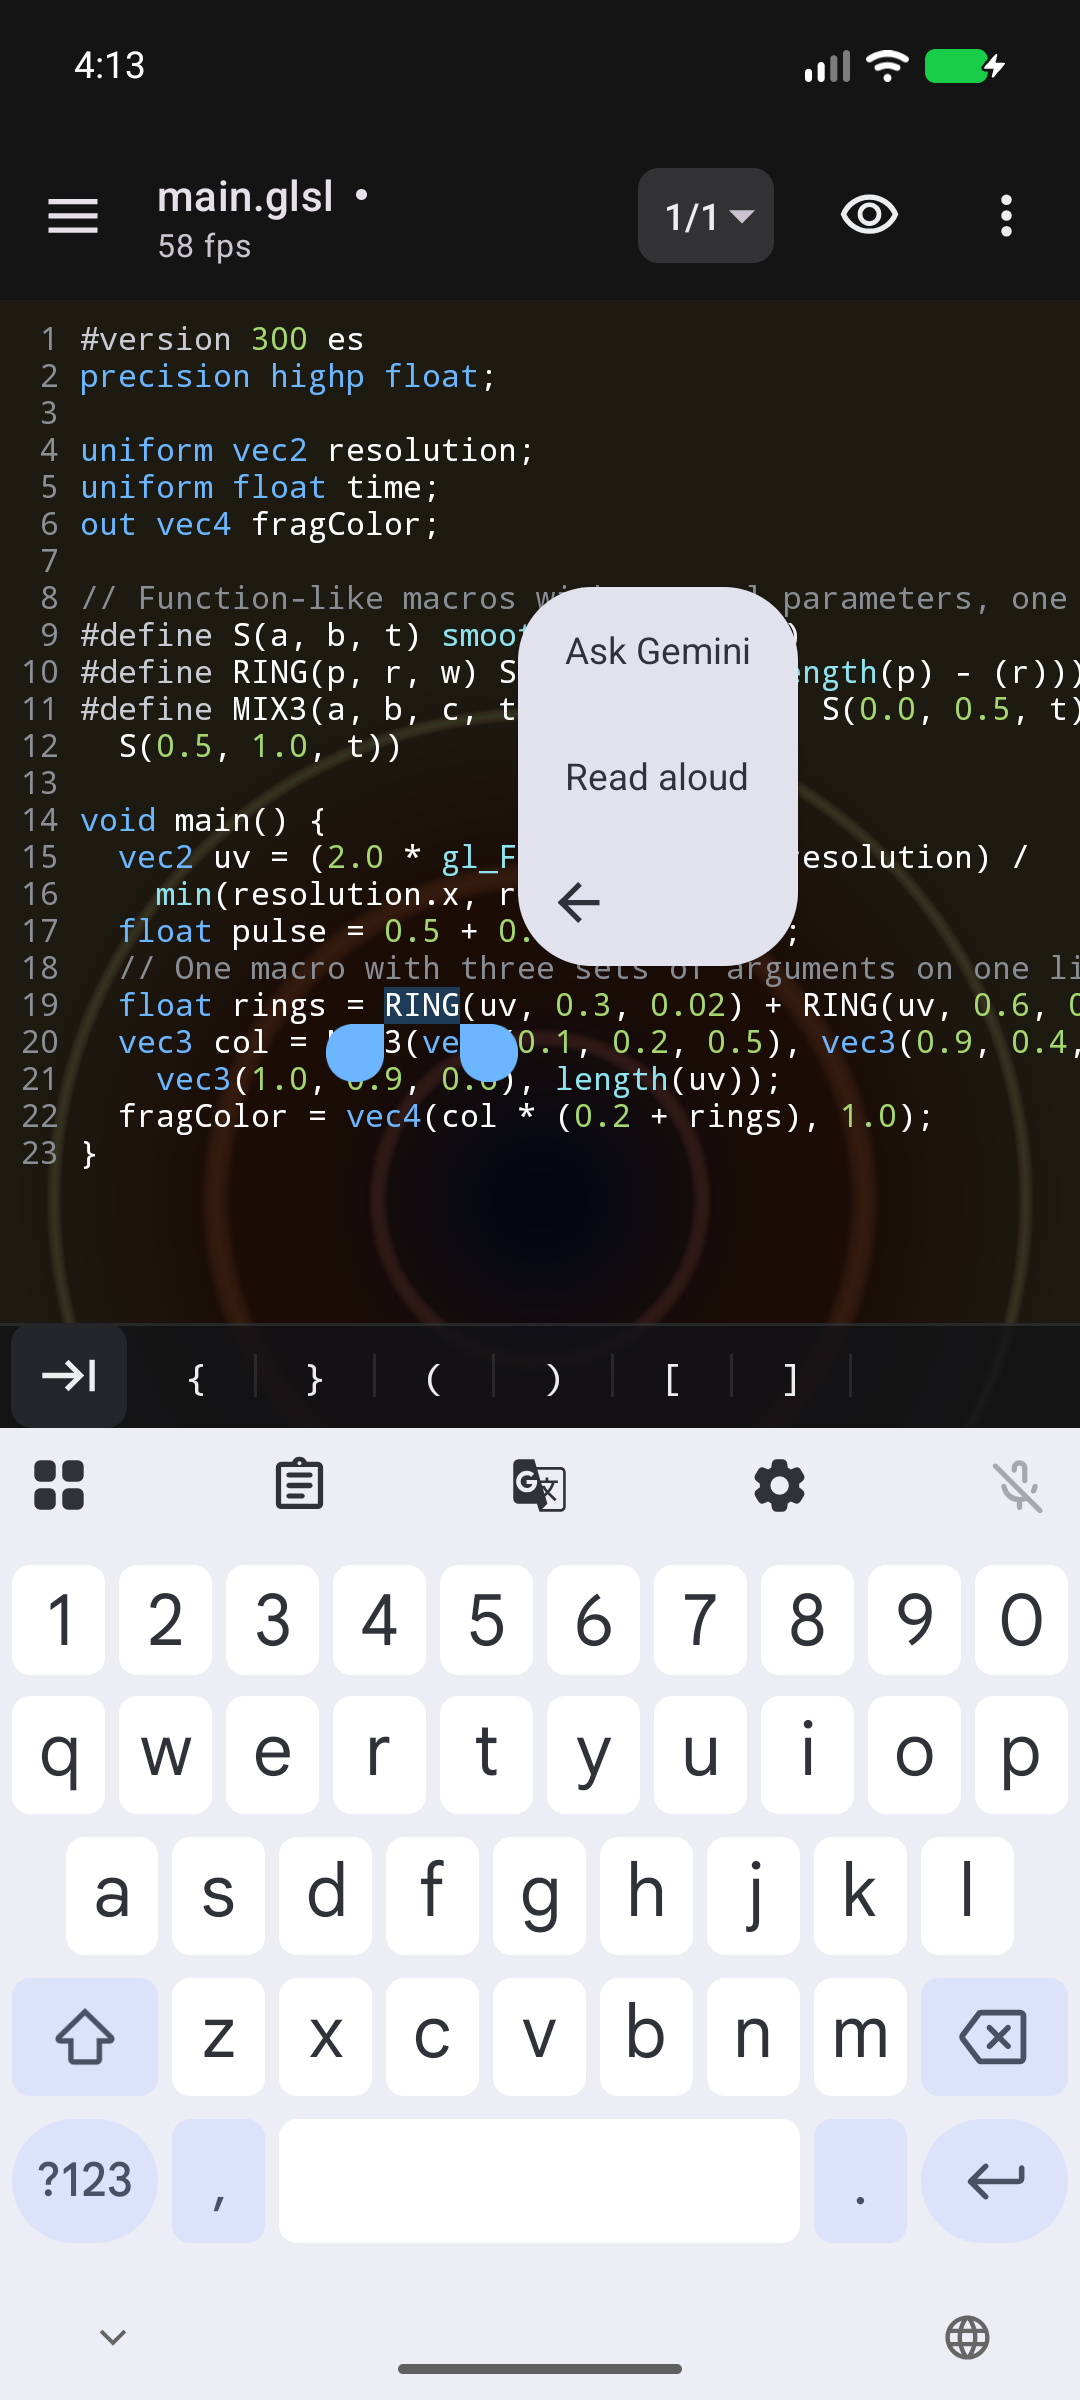 4:13
main.glsl •
58 fps
1/1
1 #version 300 es
2 precision highp float;
3
4 uniform vec2 resolution;
5 uniform float time;
6 out vec4 fragColor;
7
8 // Function-like macros parameters, one
9 #define S(a, b, t) smoo )
10 #define RING(p, r, w) S ength(p) - (r)))
11 #define MIX3(a, b, c, t S(0.0, 0.5, t)
12 S(0.5, 1.0, t))
13
14 void main() {
15 vec2 uv = (2.0 * gl_F esolution) /
16 min(resolution.x, r
17 float pulse = 0.5 + 0. ;
18 // One macro with three sets of arguments on one li
19 float rings = RING(uv, 0.3, 0.02) + RING(uv, 0.6, 0
20 vec3 col = 3(ve 0.1, 0.2, 0.5), vec3(0.9, 0.4,
21 vec3(1.0, 0.9, 0. ), length(uv));
22 fragColor = vec4(col * (0.2 + rings), 1.0);
23 }
Ask Gemini
Read aloud
{ } ( ) [ ]
1 2 3 4 5 6 7 8 9 0
q w e r t y u i o p
a s d f g h j k l
z x c v b n m
?123 , .